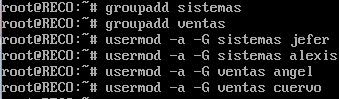 root@RECO:~# groupadd sistemas
root@RECO:~# groupadd ventas
root@RECO:~# usermod -a -G sistemas jefer
root@RECO:~# usermod -a -G sistemas alexis
root@RECO:~# usermod -a -G ventas angel
root@RECO:~# usermod -a -G ventas cuervo